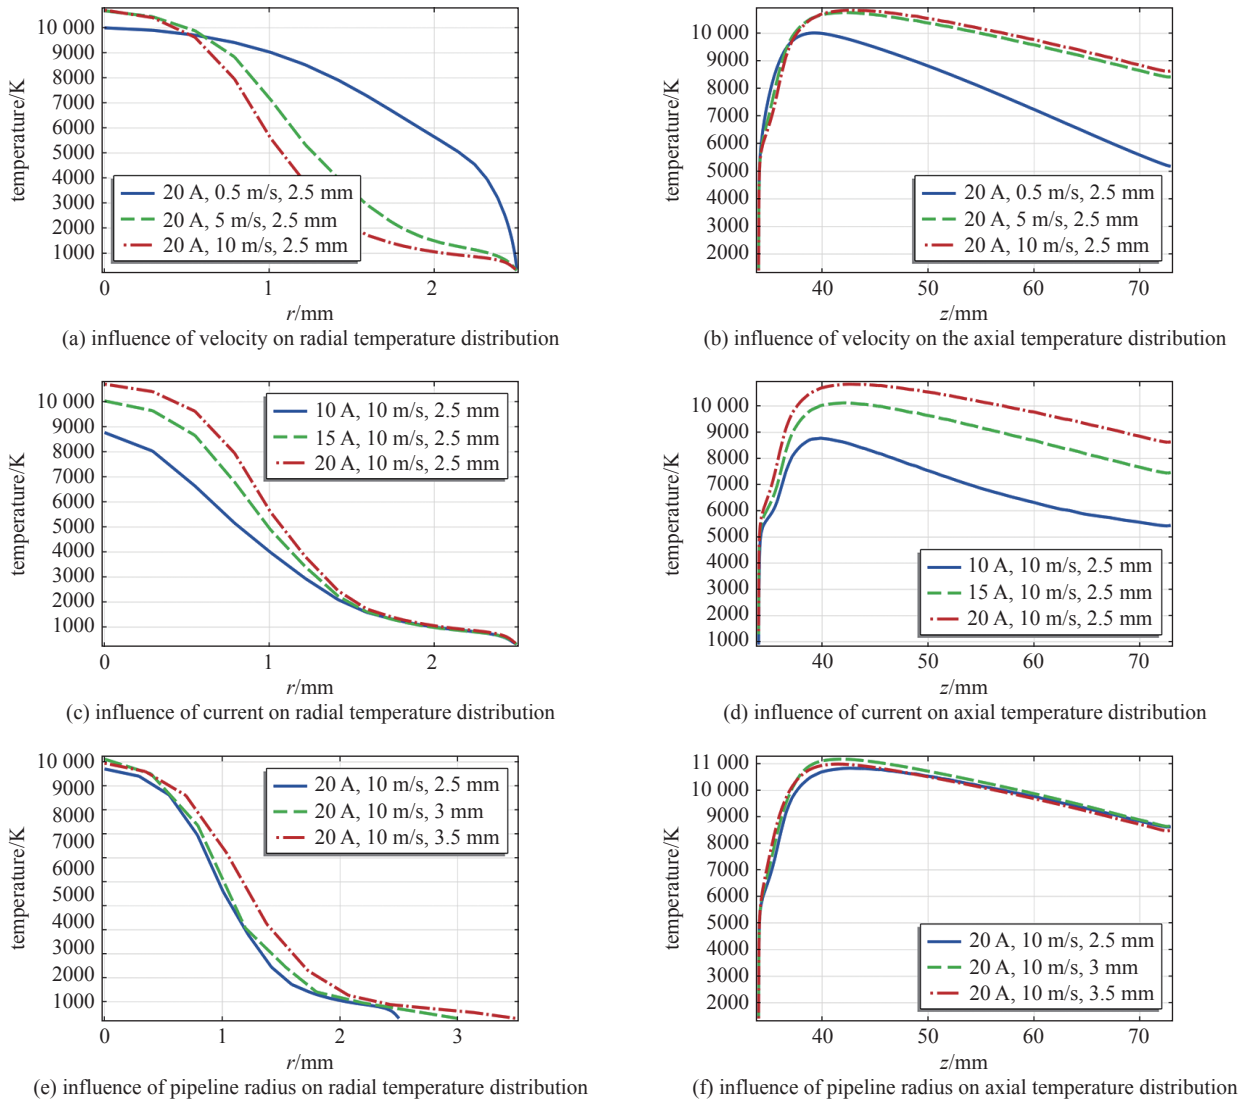 10 000
9000
8000
7000
6000
5000
4000
3000
2000
1000
temperature/K
20 A, 0.5 m/s, 2.5 mm
20 A, 5 m/s, 2.5 mm
20 A, 10 m/s, 2.5 mm
0 1 2
r/mm
(a) influence of velocity on radial temperature distribution
10 000
9000
8000
7000
6000
5000
4000
3000
2000
temperature/K
20 A, 0.5 m/s, 2.5 mm
20 A, 5 m/s, 2.5 mm
20 A, 10 m/s, 2.5 mm
40 50 60 70
z/mm
(b) influence of velocity on the axial temperature distribution
10 000
9000
8000
7000
6000
5000
4000
3000
2000
1000
temperature/K
10 A, 10 m/s, 2.5 mm
15 A, 10 m/s, 2.5 mm
20 A, 10 m/s, 2.5 mm
0 1 2
r/mm
(c) influence of current on radial temperature distribution
10 000
9000
8000
7000
6000
5000
4000
3000
2000
1000
temperature/K
10 A, 10 m/s, 2.5 mm
15 A, 10 m/s, 2.5 mm
20 A, 10 m/s, 2.5 mm
40 50 60 70
z/mm
(d) influence of current on axial temperature distribution
10 000
9000
8000
7000
6000
5000
4000
3000
2000
1000
temperature/K
20 A, 10 m/s, 2.5 mm
20 A, 10 m/s, 3 mm
20 A, 10 m/s, 3.5 mm
0 1 2 3
r/mm
(e) influence of pipeline radius on radial temperature distribution
11 000
10 000
9000
8000
7000
6000
5000
4000
3000
2000
temperature/K
20 A, 10 m/s, 2.5 mm
20 A, 10 m/s, 3 mm
20 A, 10 m/s, 3.5 mm
40 50 60 70
z/mm
(f) influence of pipeline radius on axial temperature distribution